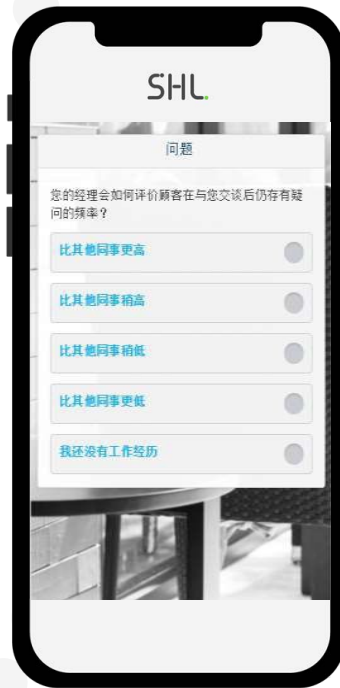 SHL.
问题
您的经理会如何评价顾客在与您交谈后仍存有疑
问的频率？
比其他同事更高
比其他同事稍高
比其他同事稍低
比其他同事更低
我还没有工作经历